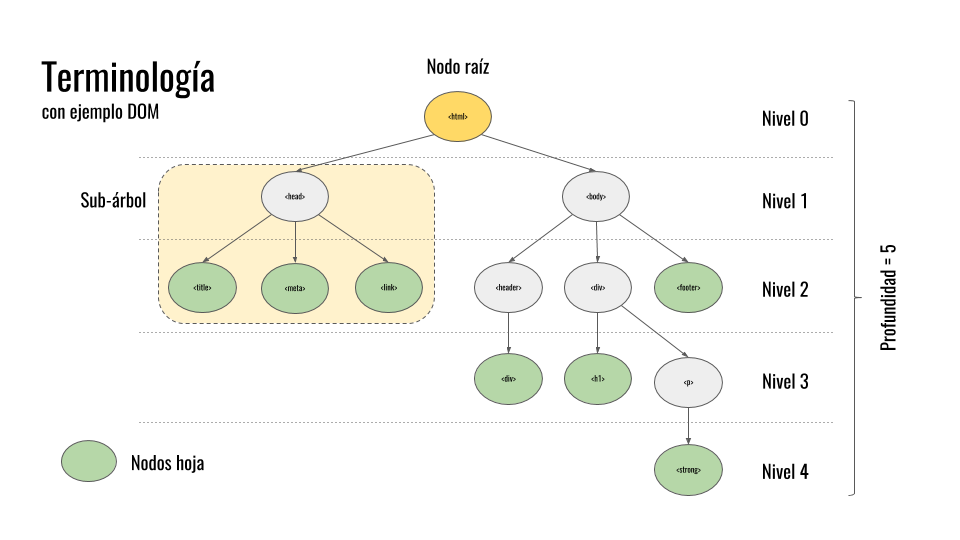 Terminología
con ejemplo DOM
Nodo raíz
<html>
Nivel 0
Sub-árbol
<head>
<body>
Nivel 1
<title>
<meta>
<link>
<header>
<div>
<footer>
Nivel 2
Profundidad = 5
<div>
<h1>
<p>
Nivel 3
Nodos hoja
<strong>
Nivel 4